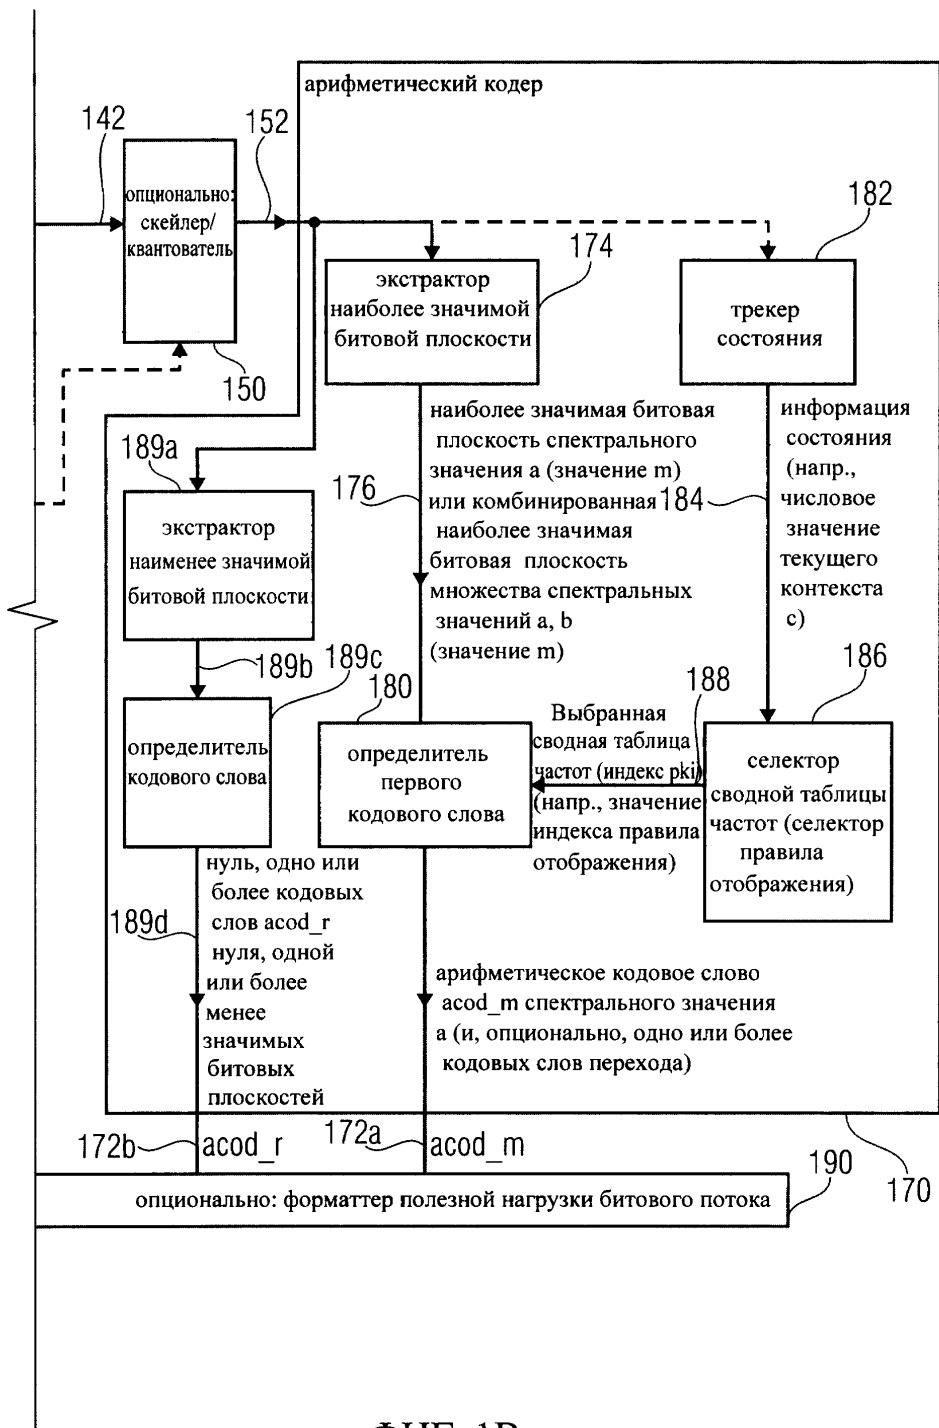 арифметический кодер
142
152
опционально:
скейлер/
квантователь
150
182
174
экстрактор
наиболее значимой
битовой плоскости
трекер
состояния
наиболее значимая битовая
плоскость спектрального
значения a (значение m)
или комбинированная
наиболее значимая
битовая плоскость
множества спектральных
значений a, b
(значение m)
176
184
информация
состояния
(напр.,
числовое
значение
текущего
контекста
c)
189a
экстрактор
наименее значимой
битовой плоскости
189b
189c
180
188
186
определитель
кодового слова
определитель
первого
кодового слова
Выбранная
сводная таблица
частот (индекс pki)
(напр., значение
индекса правила
отображения)
селектор
сводной таблицы
частот (селектор
правила
отображения)
нуль, одно или
более кодовых
слов acod_r
нуля, одной
или более
менее
значимых
битовых
плоскостей
189d
арифметическое кодовое слово
acod_m спектрального значения
a (и, опционально, одно или более
кодовых слов перехода)
172b
acod_r
172a
acod_m
190
170
опционально: форматтер полезной нагрузки битового потока